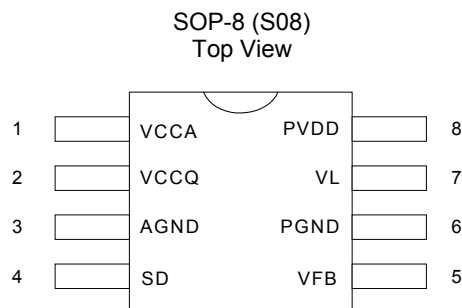 SOP-8 (S08)
Top View
1 VCCA PVDD 8
2 VCCQ VL 7
3 AGND PGND 6
4 SD VFB 5